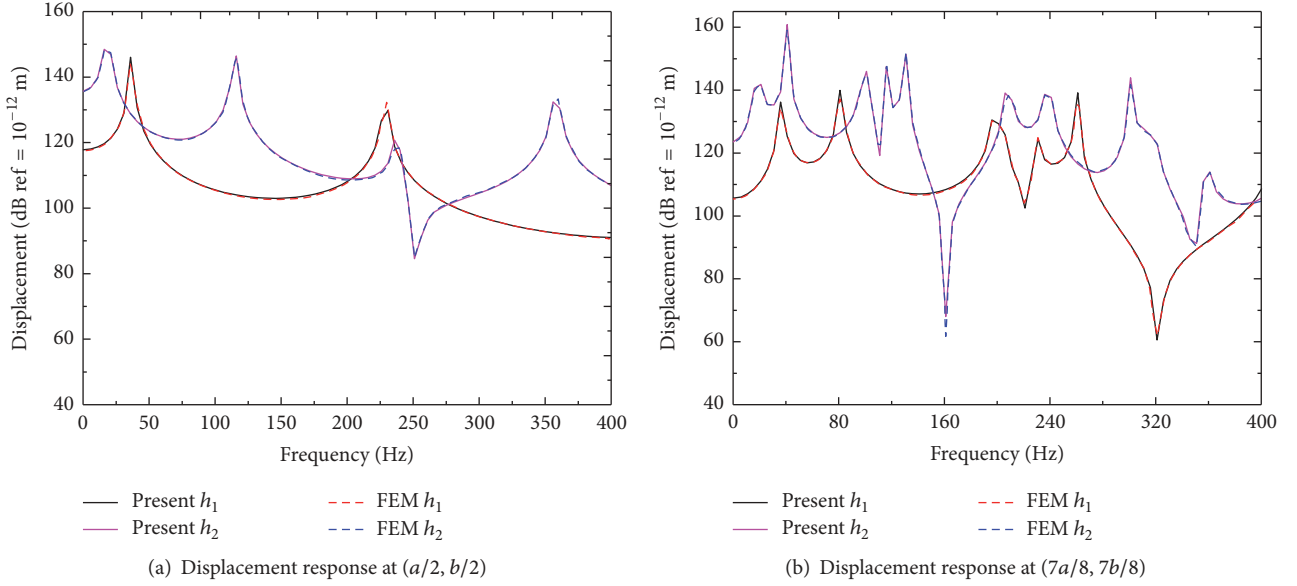 160
140
120
100
80
60
40
0
50
100
150
200
250
300
350
400
Displacement (dB ref = 10⁻¹² m)
Frequency (Hz)
Present h₁
FEM h₁
Present h₂
FEM h₂
(a) Displacement response at (a/2, b/2)
160
140
120
100
80
60
40
0
80
160
240
320
400
Displacement (dB ref = 10⁻¹² m)
Frequency (Hz)
Present h₁
FEM h₁
Present h₂
FEM h₂
(b) Displacement response at (7a/8, 7b/8)